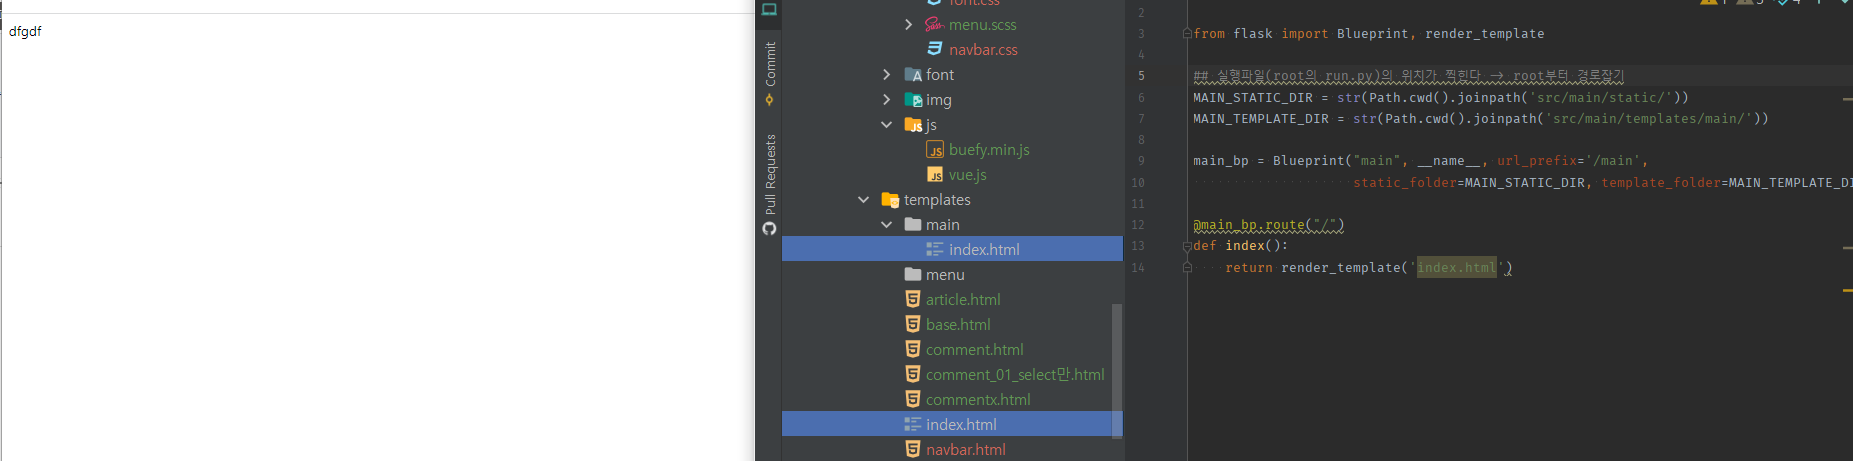 dfgdf
Commit
Pull Requests
font.css
menu.scss
navbar.css
font
img
js
buefy.min.js
vue.js
templates
main
index.html
menu
article.html
base.html
comment.html
comment_01_select만.html
commentx.html
index.html
navbar.html
2
3 from flask import Blueprint, render_template
4
5 ## 실행파일(root의 run.py)의 위치가 찍힌다 -> root부터 경로잡기
6 MAIN_STATIC_DIR = str(Path.cwd().joinpath('src/main/static/'))
7 MAIN_TEMPLATE_DIR = str(Path.cwd().joinpath('src/main/templates/main/'))
8
9 main_bp = Blueprint("main", __name__, url_prefix='/main',
10 static_folder=MAIN_STATIC_DIR, template_folder=MAIN_TEMPLATE_DI
11
12 @main_bp.route("/")
13 def index():
14 return render_template('index.html')